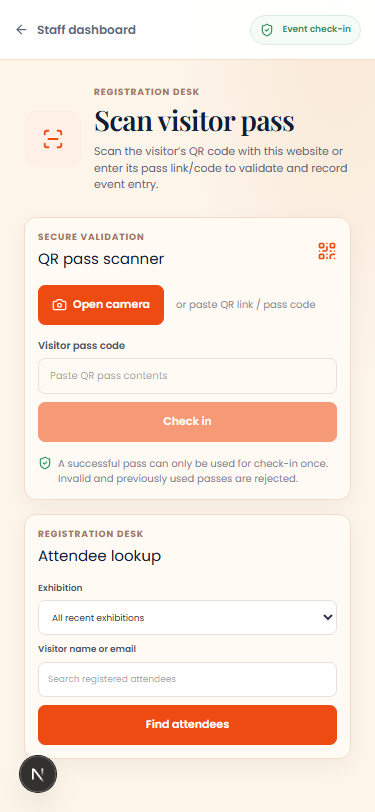 Staff dashboard
Event check-in
REGISTRATION DESK
Scan visitor pass
Scan the visitor's QR code with this website or
enter its pass link/code to validate and record
event entry.
SECURE VALIDATION
QR pass scanner
Open camera
or paste QR link / pass code
Visitor pass code
Paste QR pass contents
Check in
A successful pass can only be used for check-in once.
Invalid and previously used passes are rejected.
REGISTRATION DESK
Attendee lookup
Exhibition
All recent exhibitions
Visitor name or email
Search registered attendees
Find attendees
N